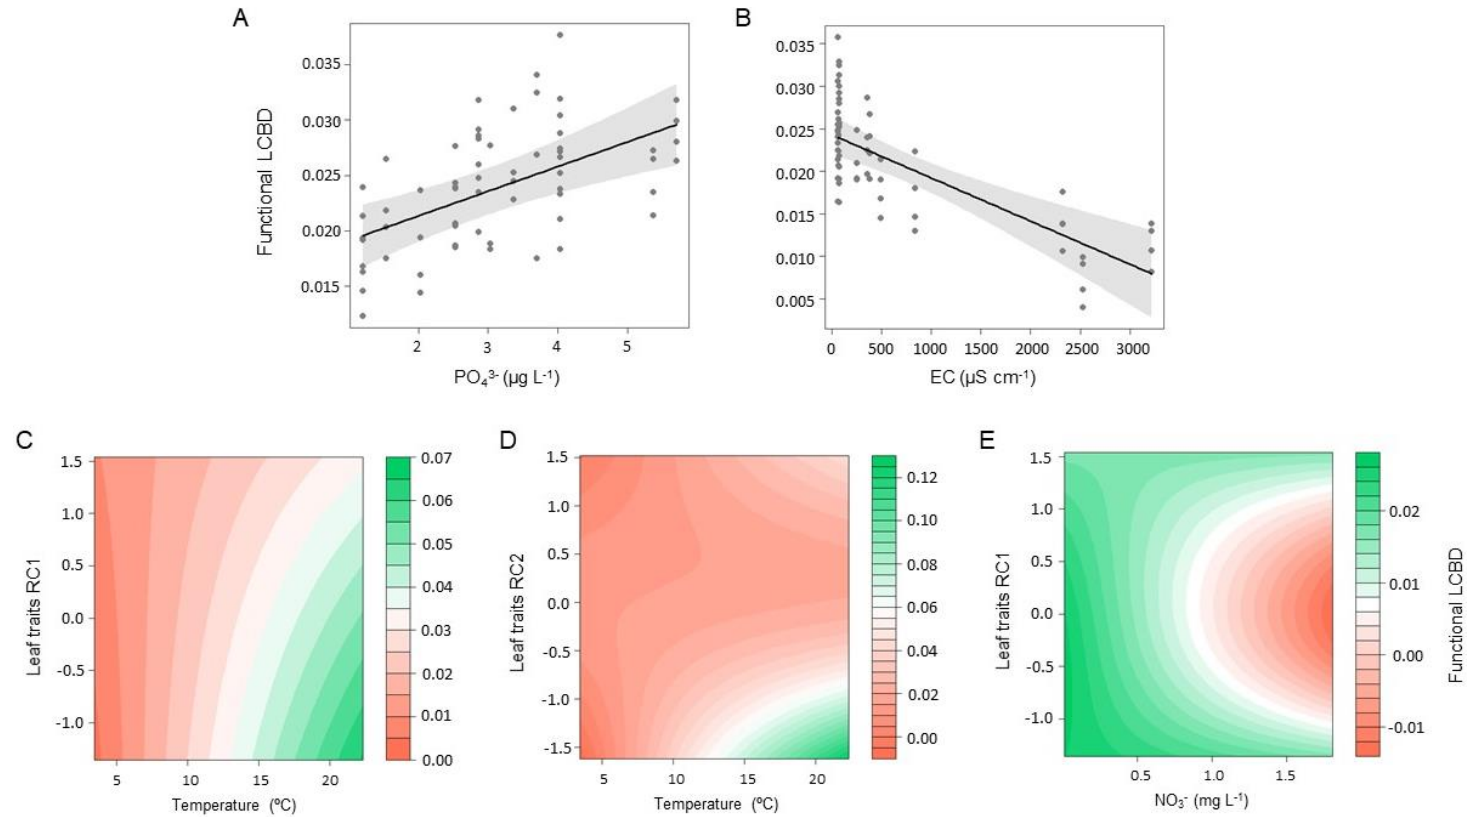 A
B
Functional LCBD
0.035
0.030
0.025
0.020
0.015
2 3 4 5
PO₄³⁻ (µg L⁻¹)
0.035
0.030
0.025
0.020
0.015
0.010
0.005
0 500 1000 1500 2000 2500 3000
EC (µS cm⁻¹)
C
D
E
Leaf traits RC1
1.5
1.0
0.5
0.0
-0.5
-1.0
5 10 15 20
Temperature (ºC)
0.07
0.06
0.05
0.04
0.03
0.02
0.01
0.00
Leaf traits RC2
1.5
1.0
0.5
0.0
-0.5
-1.0
-1.5
5 10 15 20
Temperature (ºC)
0.12
0.10
0.08
0.06
0.04
0.02
0.00
Leaf traits RC1
1.5
1.0
0.5
0.0
-0.5
-1.0
0.5 1.0 1.5
NO₃⁻ (mg L⁻¹)
0.02
0.01
0.00
-0.01
Functional LCBD